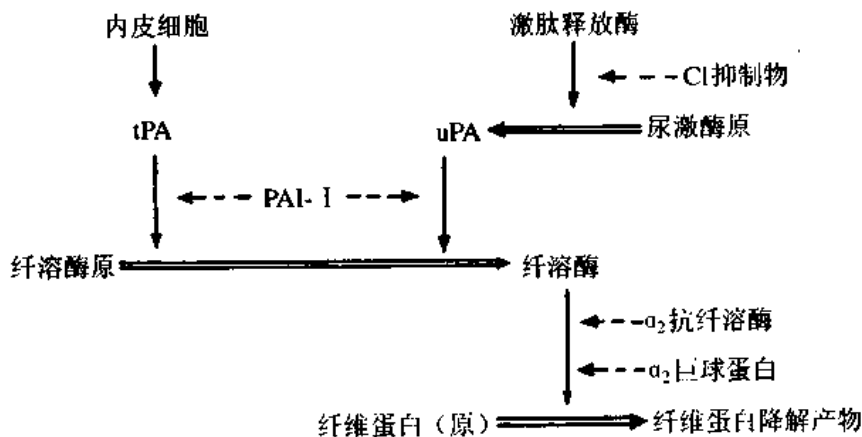 内皮细胞 激肽释放酶
C1抑制物
tPA uPA 尿激酶原
PAI-Ⅰ
纤溶酶原 纤溶酶
α₂抗纤溶酶
α₂巨球蛋白
纤维蛋白（原） 纤维蛋白降解产物